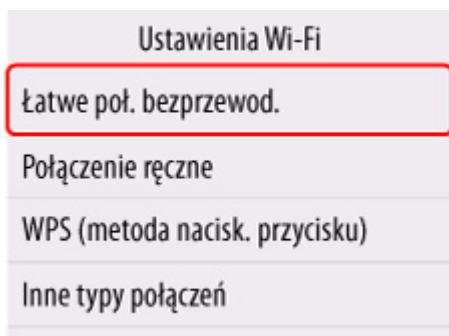 Ustawienia Wi-Fi
Łatwe poł. bezprzewod.
Połączenie ręczne
WPS (metoda nacisk. przycisku)
Inne typy połączeń